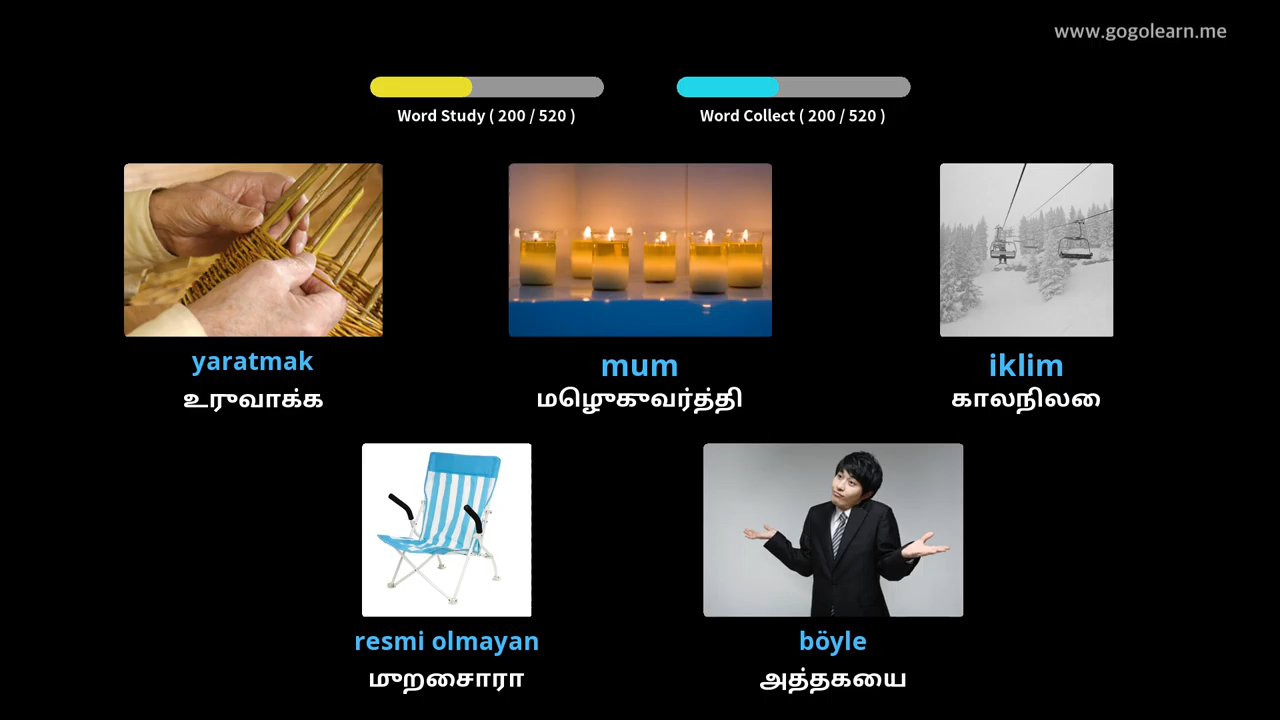 www.gogolearn.me
Word Study ( 200 / 520 )
Word Collect ( 200 / 520 )
yaratmak
உருவாக்க
mum
மெழுகுவர்த்தி
iklim
காலநிலை
resmi olmayan
முறைசாரா
böyle
அத்தகைய